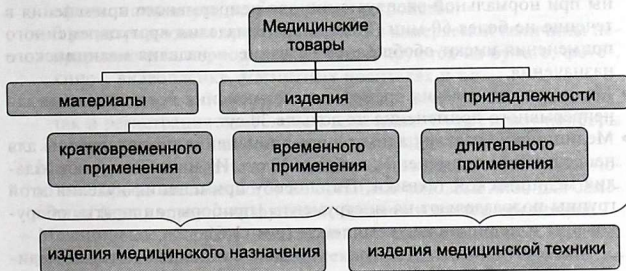 Медицинские
товары
материалы
изделия
принадлежности
кратковременного
применения
временного
применения
длительного
применения
изделия медицинского назначения
изделия медицинской техники